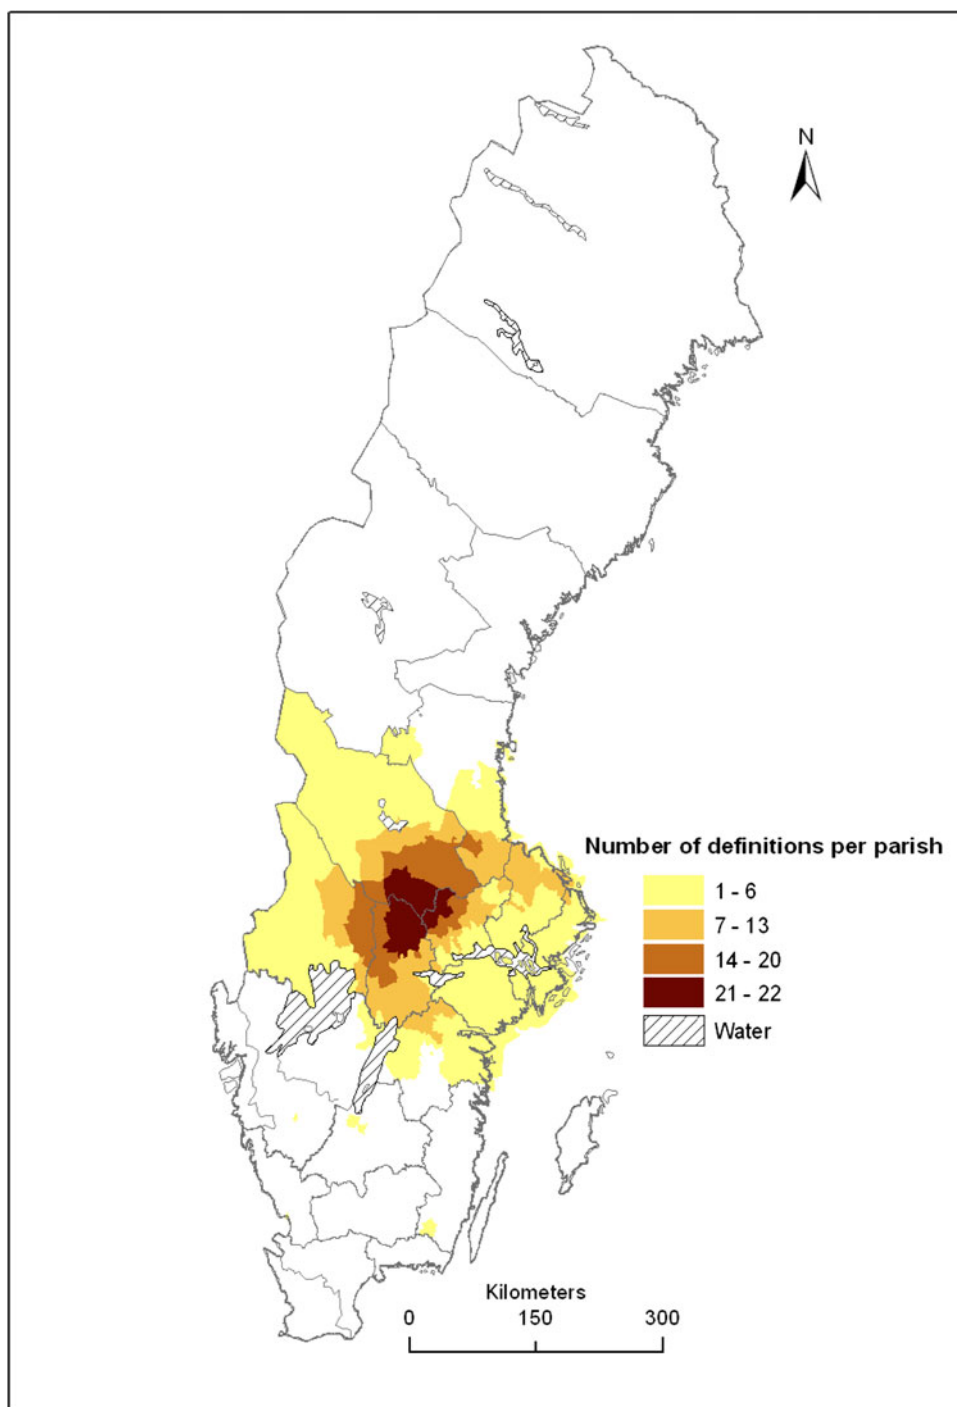 N
Number of definitions per parish
1 - 6
7 - 13
14 - 20
21 - 22
Water
Kilometers
0 150 300